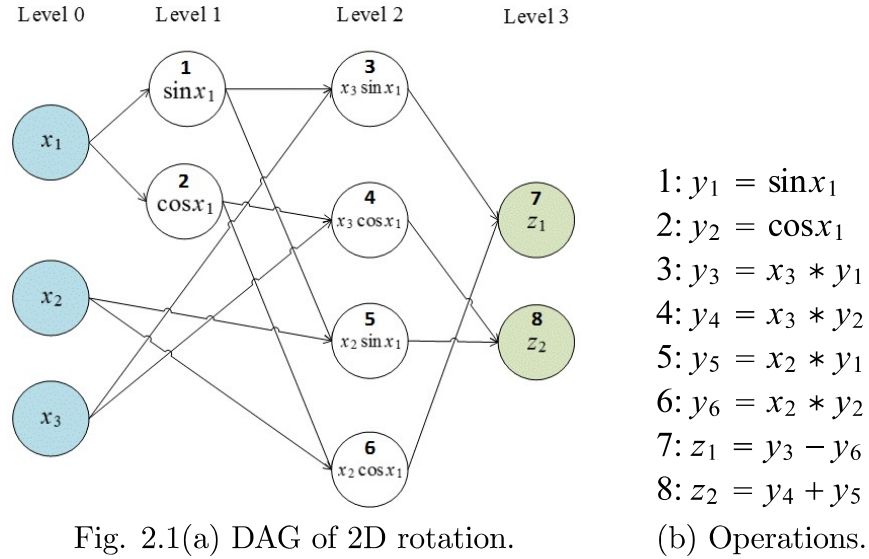 Level 0 Level 1 Level 2 Level 3
1
sinx₁
3
x₃ sinx₁
x₁
2
cosx₁
4
x₃ cosx₁
7
z₁
x₂
5
x₂ sinx₁
8
z₂
x₃
6
x₂ cosx₁
1: y₁ = sinx₁
2: y₂ = cosx₁
3: y₃ = x₃ * y₁
4: y₄ = x₃ * y₂
5: y₅ = x₂ * y₁
6: y₆ = x₂ * y₂
7: z₁ = y₃ − y₆
8: z₂ = y₄ + y₅
Fig. 2.1(a) DAG of 2D rotation. (b) Operations.